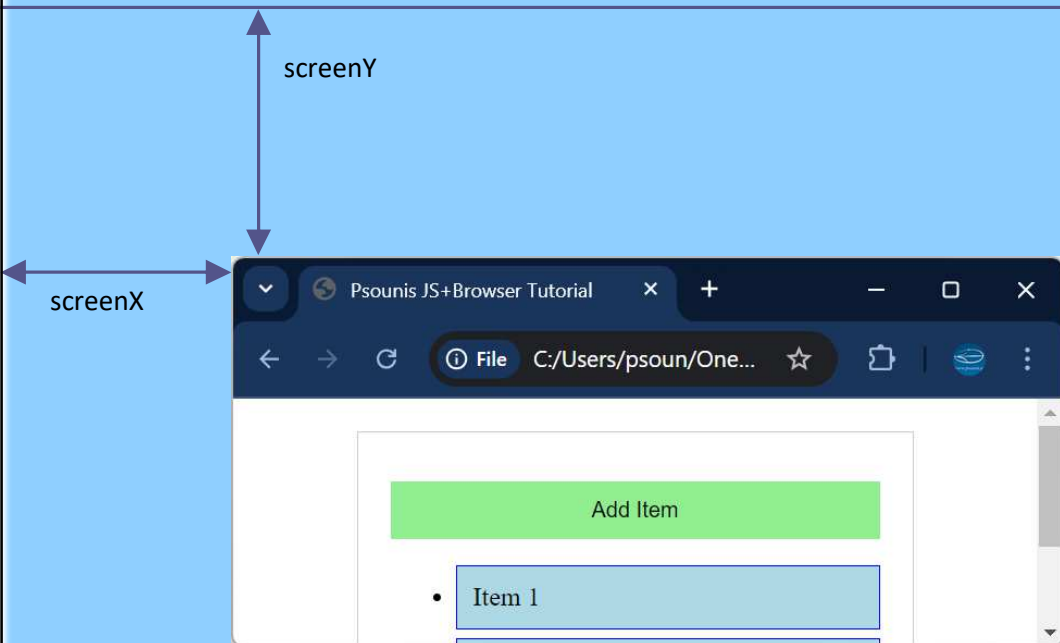 screenY
screenX
Psounis JS+Browser Tutorial
File C:/Users/psoun/One...
Add Item
Item 1